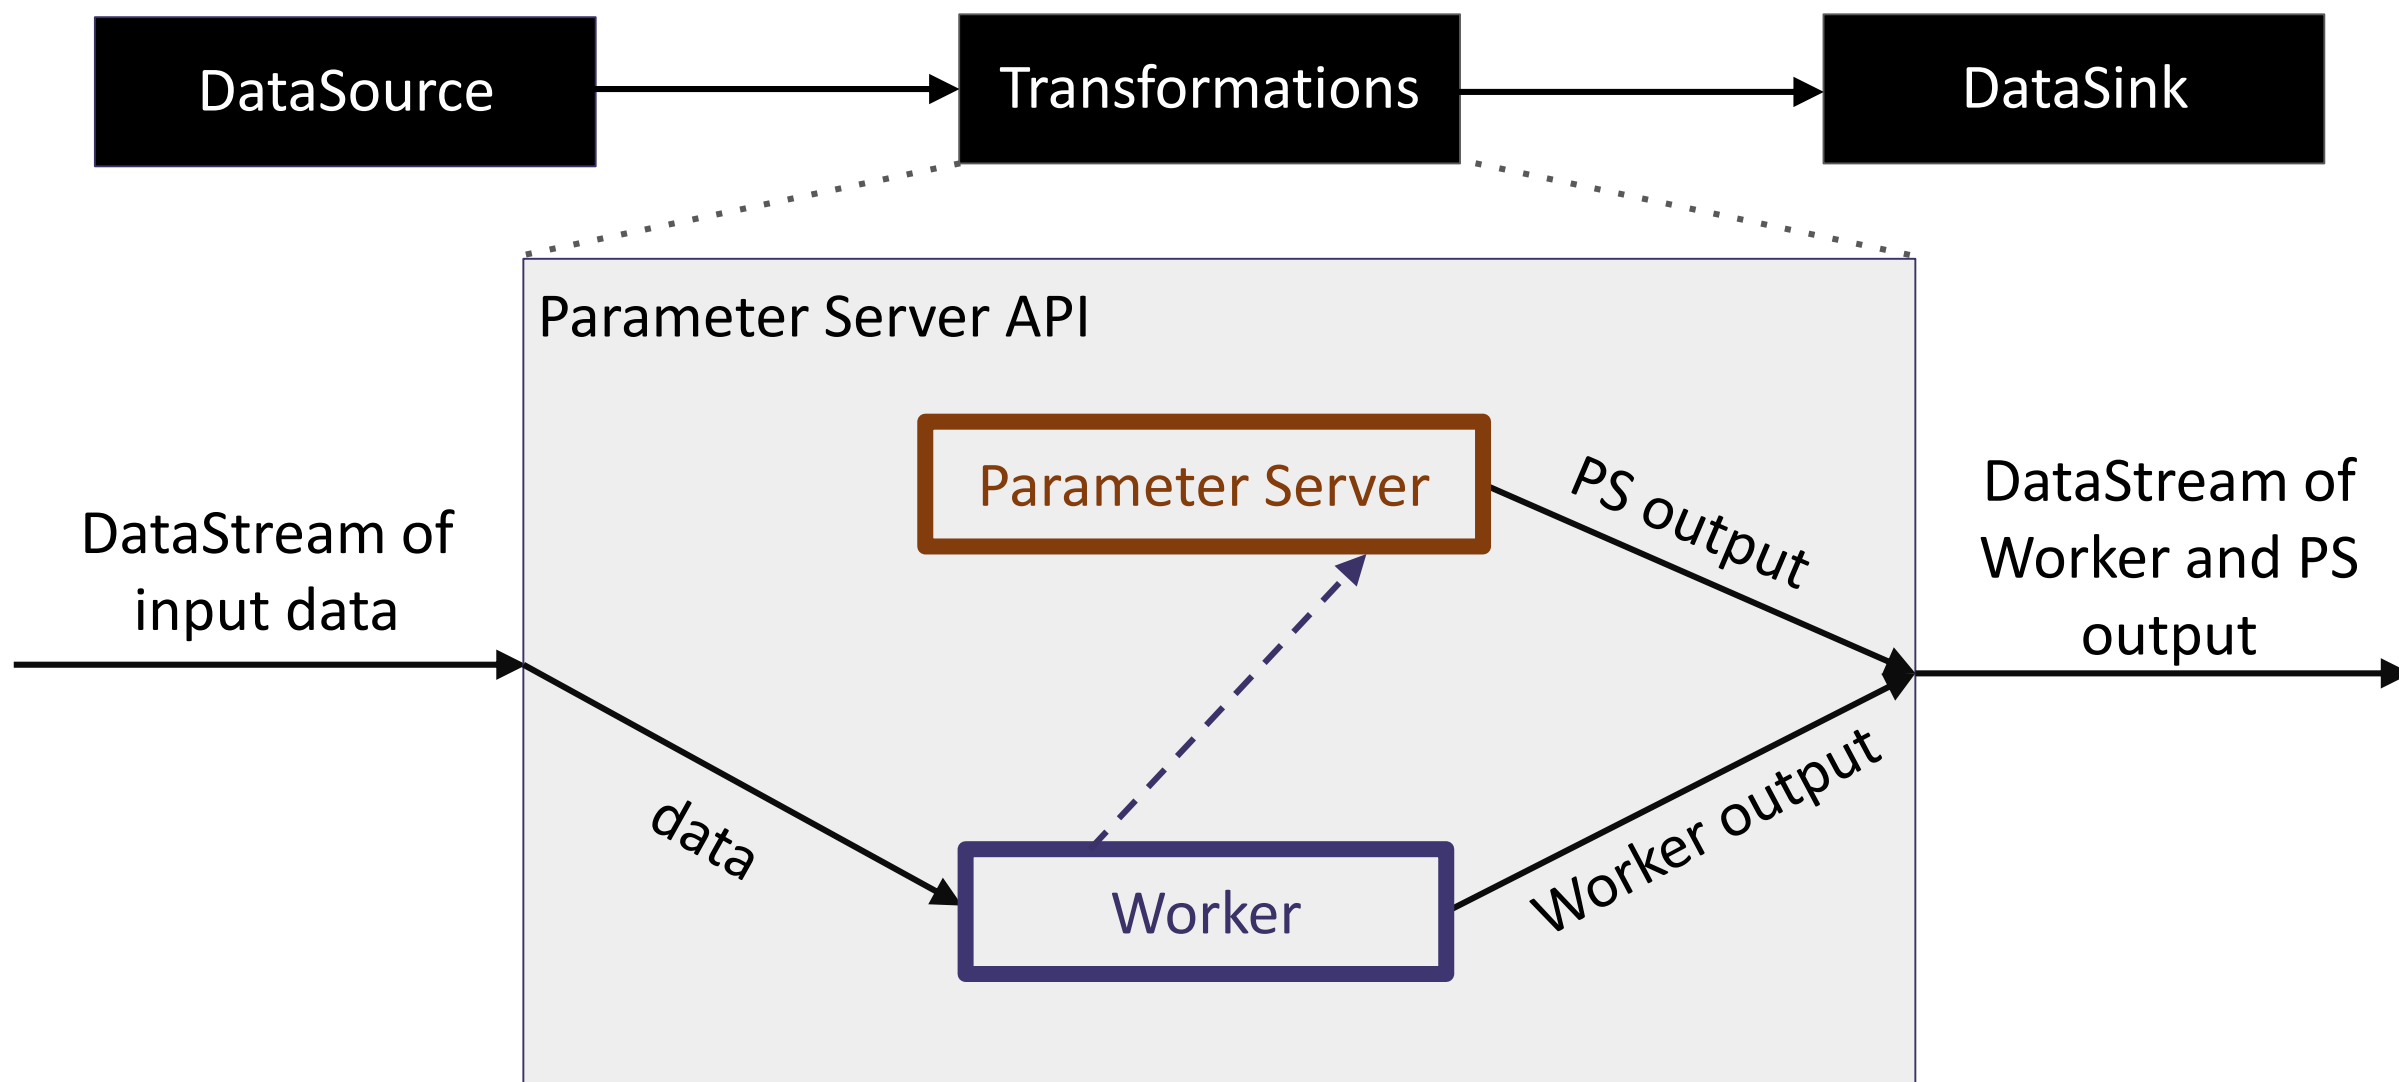 DataSource
Transformations
DataSink
Parameter Server API
Parameter Server
PS output
DataStream of
input data
DataStream of
Worker and PS
output
data
Worker
Worker output